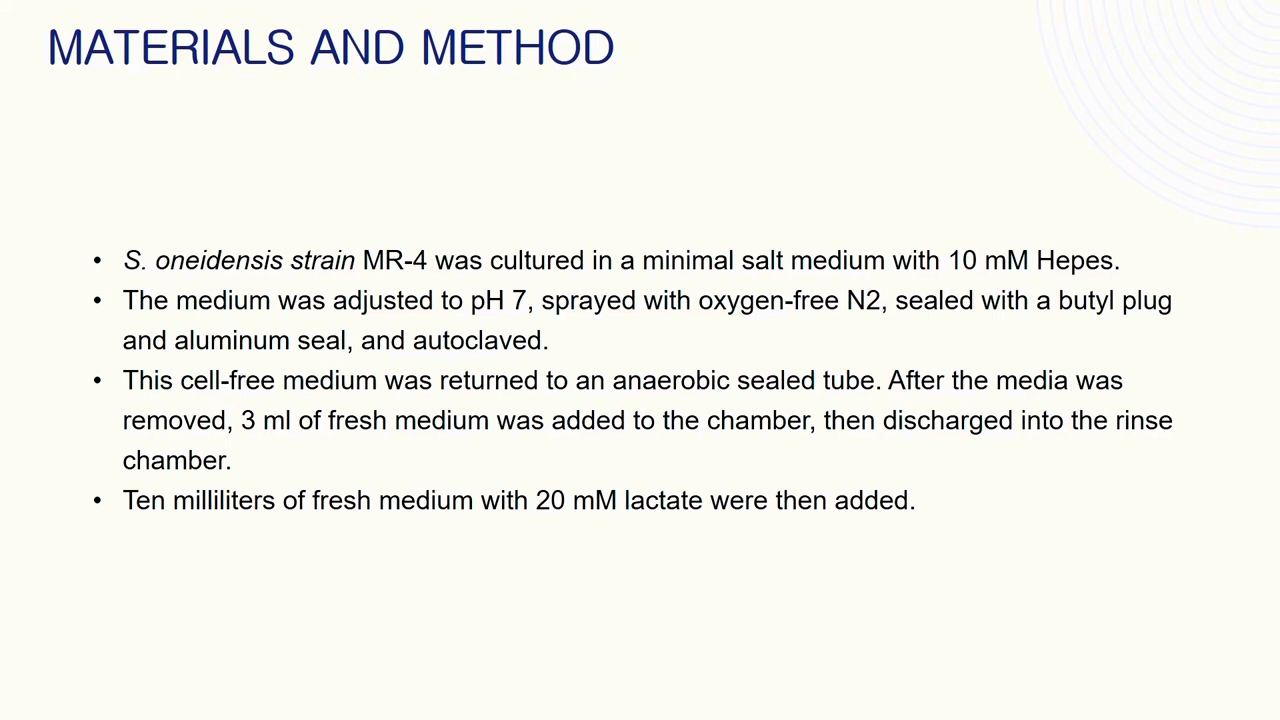 MATERIALS AND METHOD
• S. oneidensis strain MR-4 was cultured in a minimal salt medium with 10 mM Hepes.
• The medium was adjusted to pH 7, sprayed with oxygen-free N2, sealed with a butyl plug
and aluminum seal, and autoclaved.
• This cell-free medium was returned to an anaerobic sealed tube. After the media was
removed, 3 ml of fresh medium was added to the chamber, then discharged into the rinse
chamber.
• Ten milliliters of fresh medium with 20 mM lactate were then added.